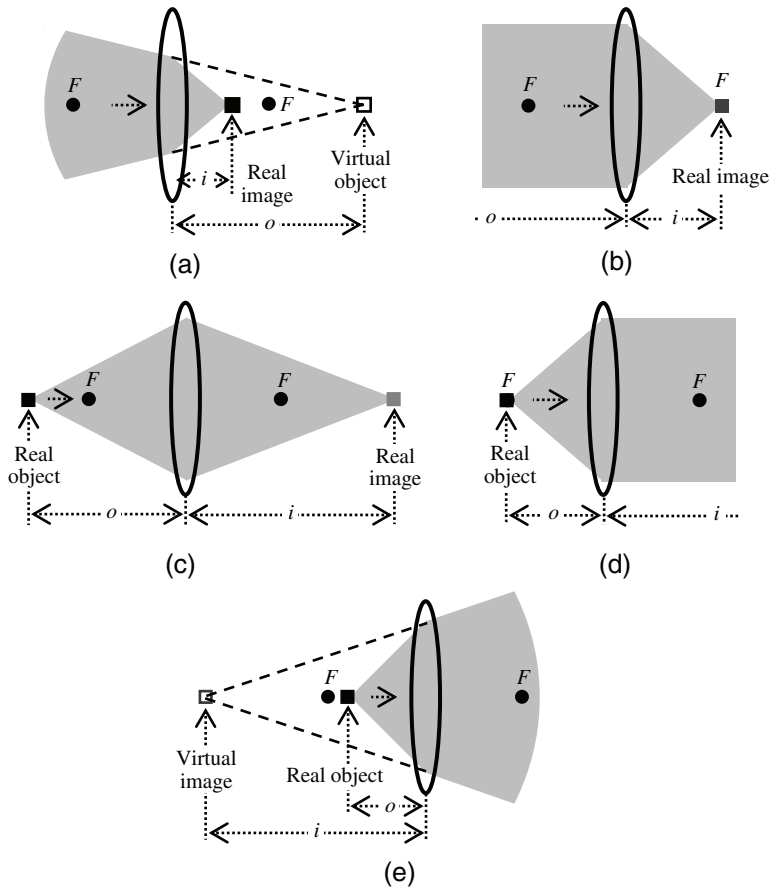 F
F
i
Real
image
Virtual
object
o
(a)
F
F
Real image
o
i
(b)
F
F
Real
object
Real
image
o
i
(c)
F
F
Real
object
o
i
(d)
F
F
Virtual
image
Real object
o
i
(e)